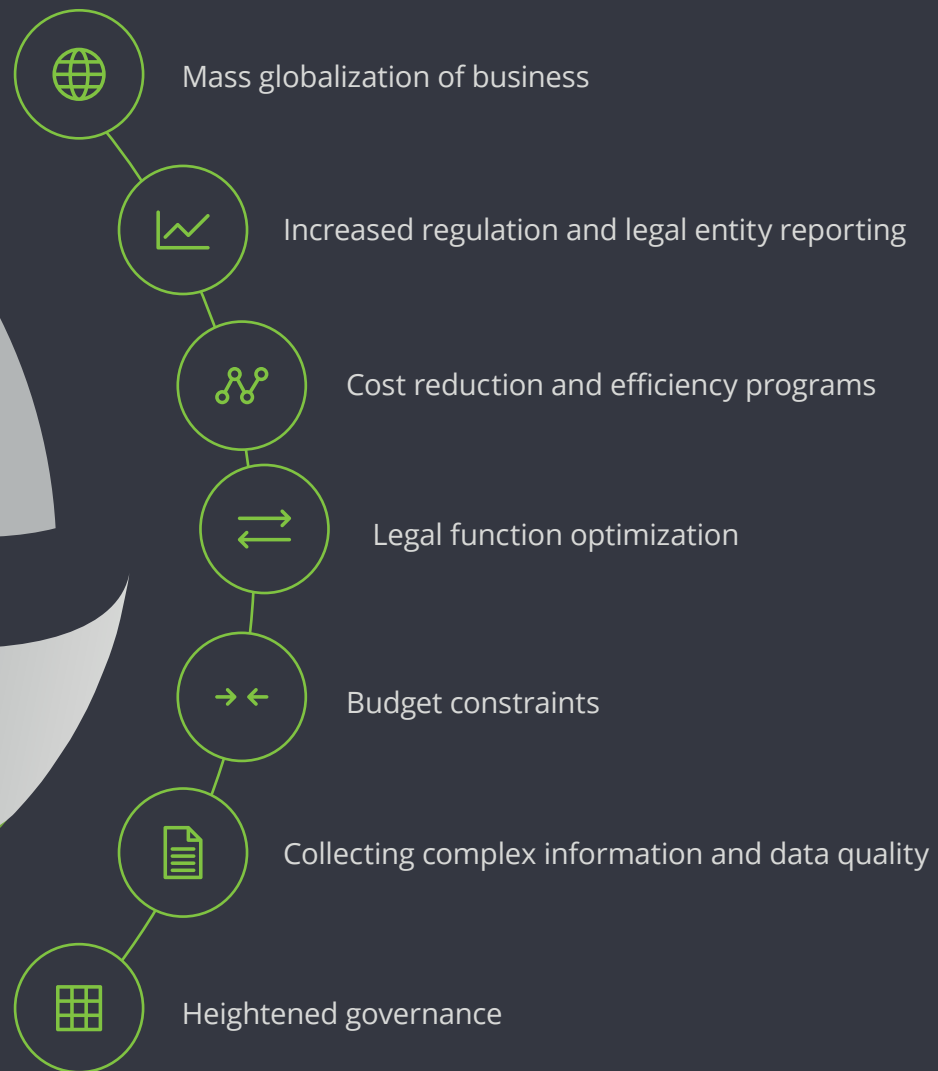 Mass globalization of business
Increased regulation and legal entity reporting
Cost reduction and efficiency programs
Legal function optimization
Budget constraints
Collecting complex information and data quality
Heightened governance